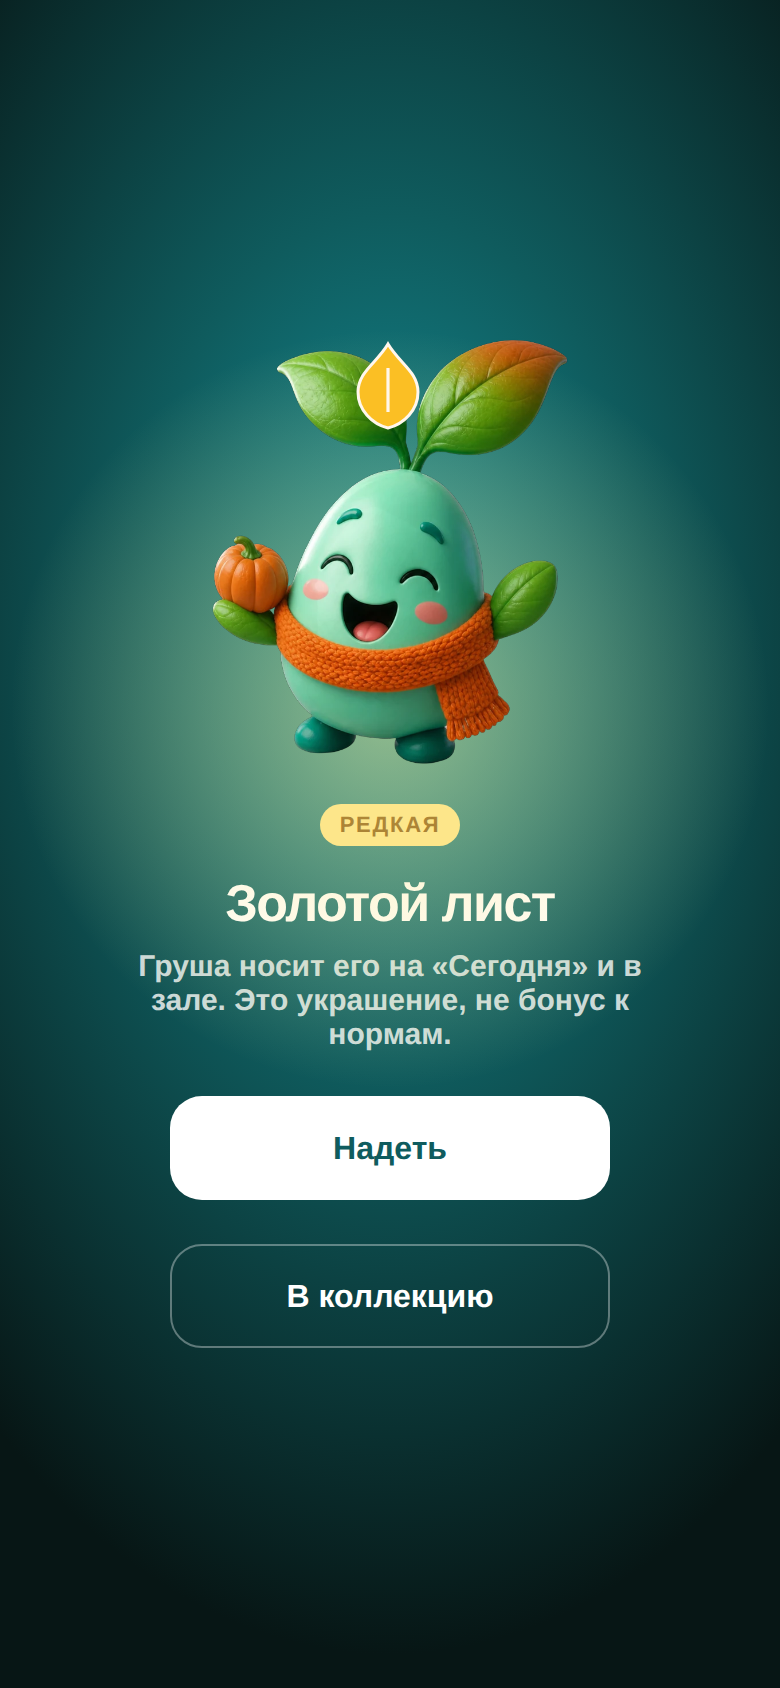 РЕДКАЯ
Золотой лист
Груша носит его на «Сегодня» и в
зале. Это украшение, не бонус к
нормам.
Надеть
В коллекцию